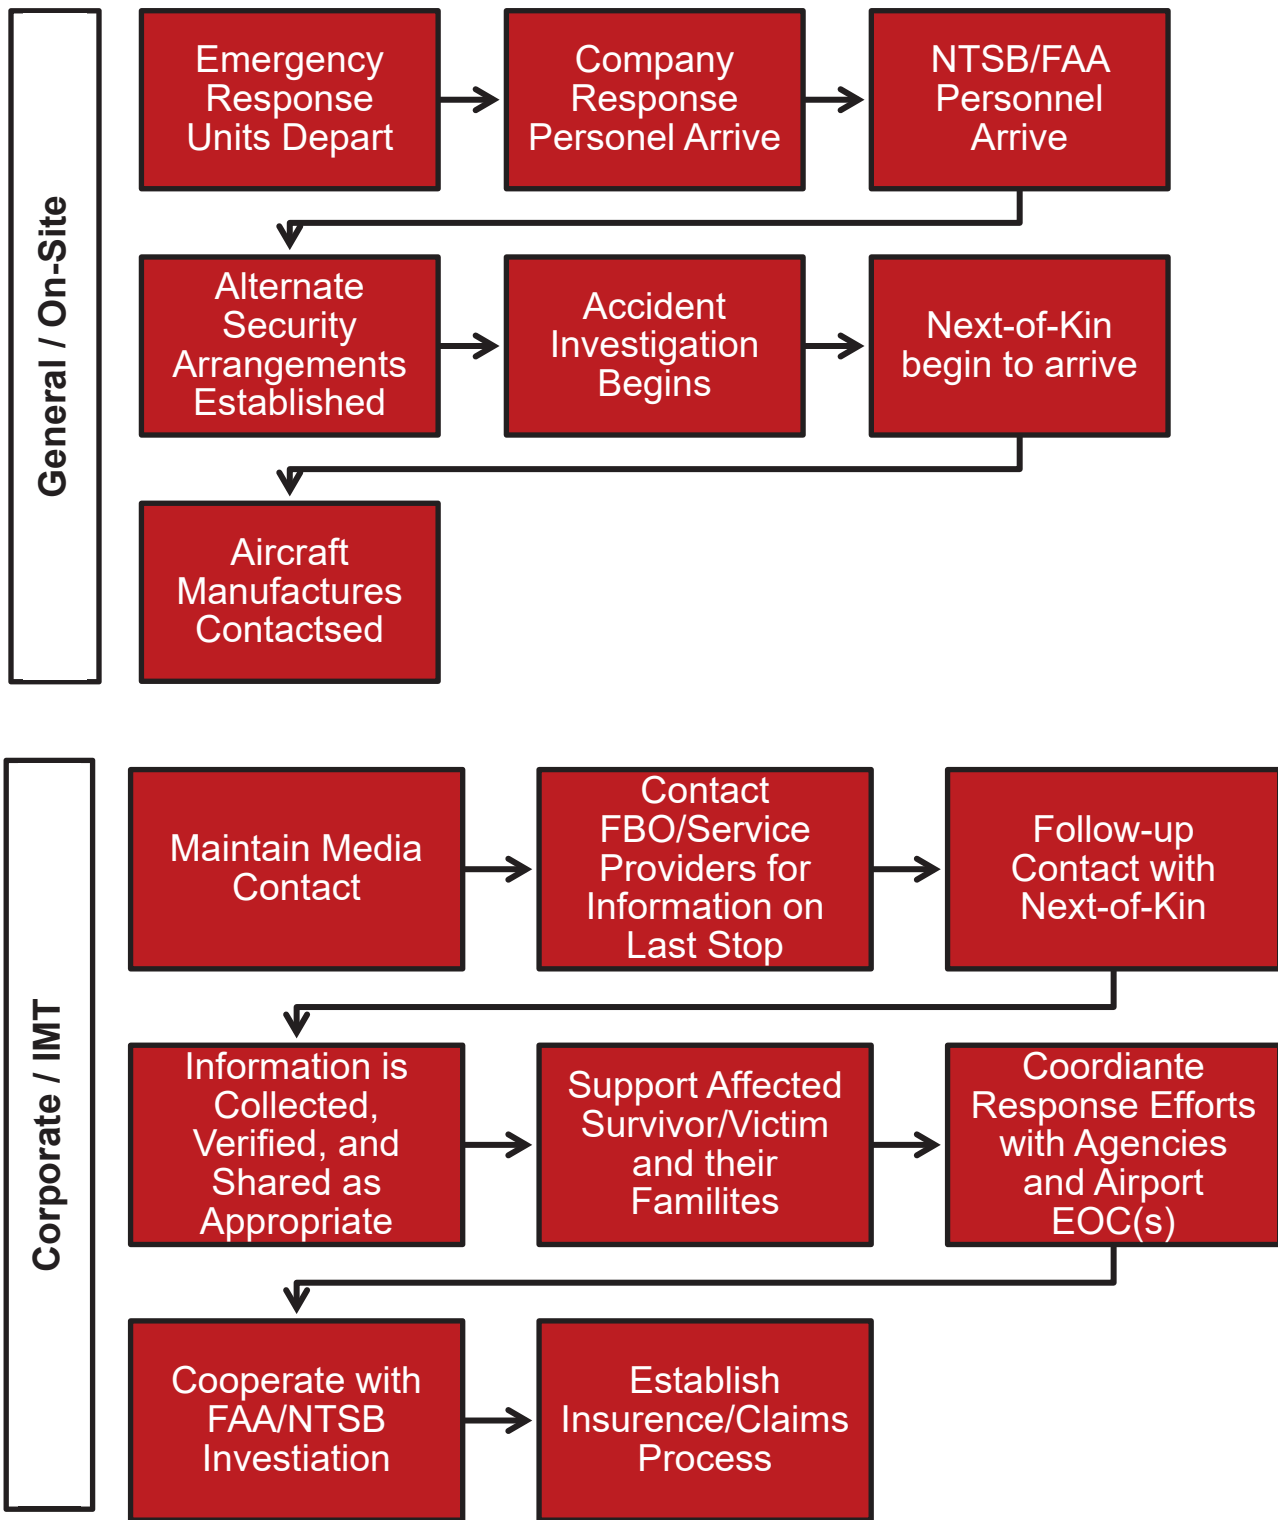 General / On-Site
Emergency
Response
Units Depart
Company
Response
Personel Arrive
NTSB/FAA
Personnel
Arrive
Alternate
Security
Arrangements
Established
Accident
Investigation
Begins
Next-of-Kin
begin to arrive
Aircraft
Manufactures
Contactsed
Corporate / IMT
Maintain Media
Contact
Contact
FBO/Service
Providers for
Information on
Last Stop
Follow-up
Contact with
Next-of-Kin
Information is
Collected,
Verified, and
Shared as
Appropriate
Support Affected
Survivor/Victim
and their
Familites
Coordiante
Response Efforts
with Agencies
and Airport
EOC(s)
Cooperate with
FAA/NTSB
Investiation
Establish
Insurence/Claims
Process